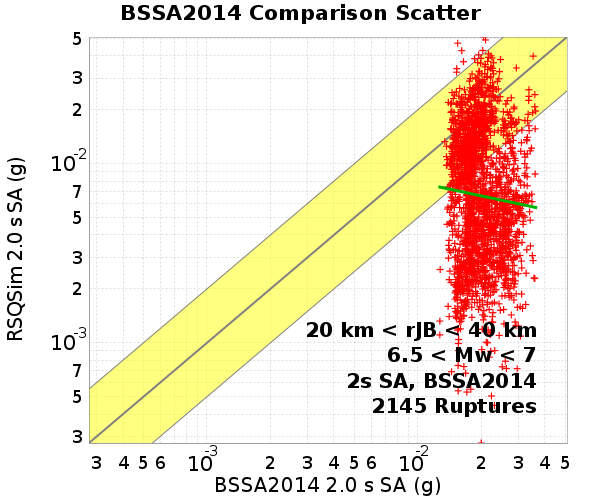 BSSA2014 Comparison Scatter
RSQSim 2.0 s SA (g)
5
3
2
10⁻²
7
5
3
2
10⁻³
7
5
3
20 km < rJB < 40 km
6.5 < Mw < 7
2s SA, BSSA2014
2145 Ruptures
3 4 5 6 10⁻³ 2 3 4 5 6 10⁻² 2 3 4 5
BSSA2014 2.0 s SA (g)